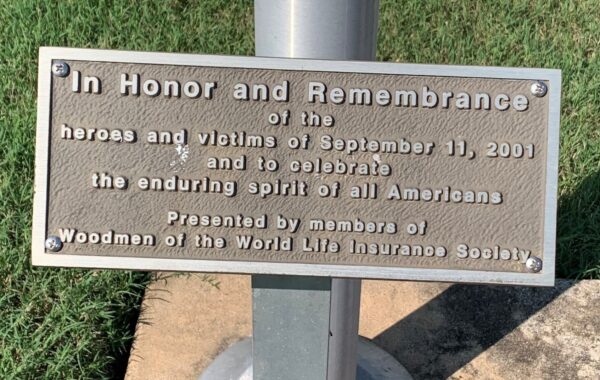 In Honor and Remembrance
of the
heroes and victims of September 11, 2001
and to celebrate
the enduring spirit of all Americans
Presented by members of
Woodmen of the World Life Insurance Society